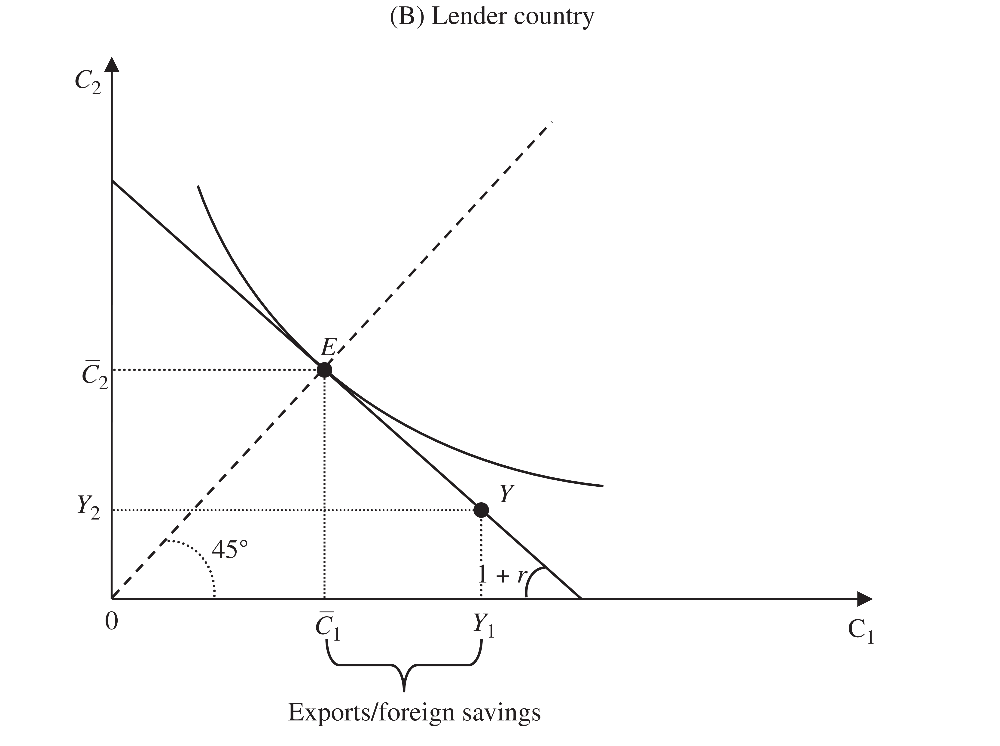 (B) Lender country
C₂
E
C̅₂
Y
Y₂
45°
1 + r
0
C̅₁
Y₁
C₁
Exports/foreign savings